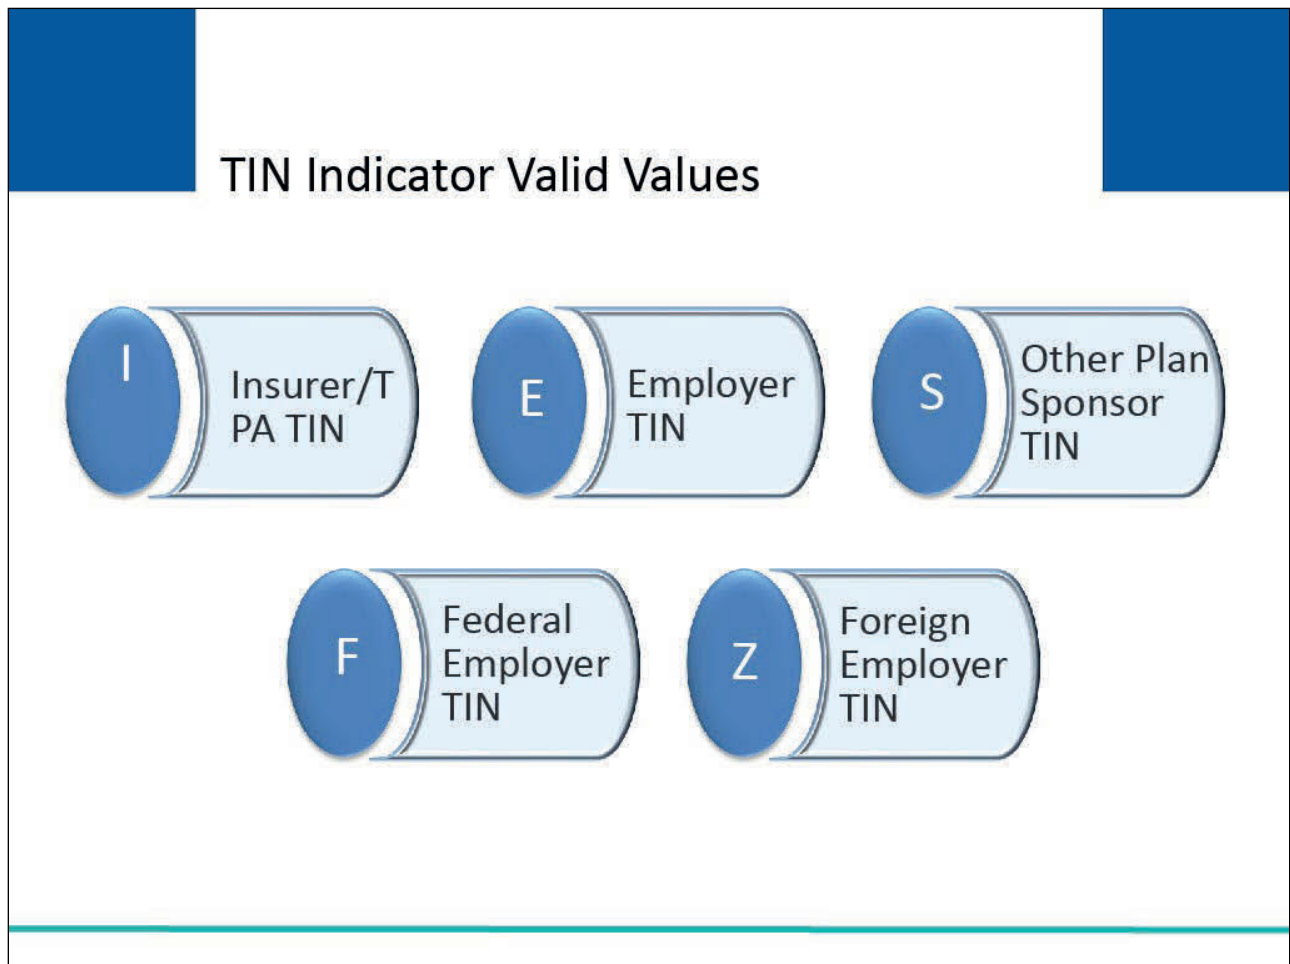 TIN Indicator Valid Values
I
Insurer/T
PA TIN
E
Employer
TIN
S
Other Plan
Sponsor
TIN
F
Federal
Employer
TIN
Z
Foreign
Employer
TIN